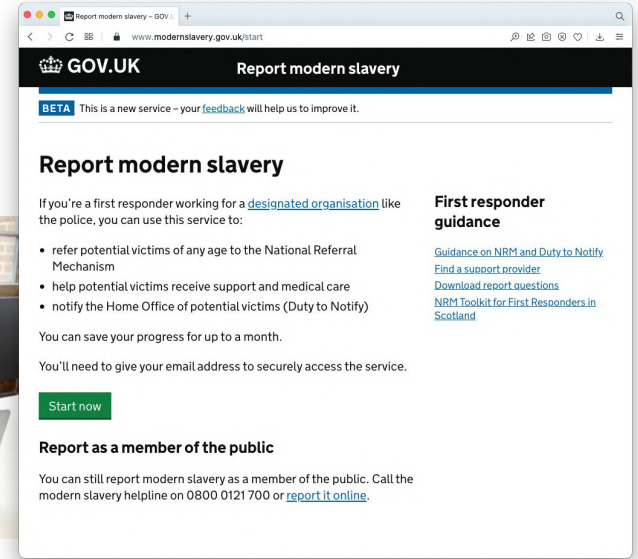 Report modern slavery – GOV.U
www.modernslavery.gov.uk/start
GOV.UK
Report modern slavery
BETA This is a new service – your feedback will help us to improve it.
Report modern slavery
If you're a first responder working for a designated organisation like
the police, you can use this service to:
• refer potential victims of any age to the National Referral
Mechanism
• help potential victims receive support and medical care
• notify the Home Office of potential victims (Duty to Notify)
You can save your progress for up to a month.
You'll need to give your email address to securely access the service.
Start now
Report as a member of the public
You can still report modern slavery as a member of the public. Call the
modern slavery helpline on 0800 0121 700 or report it online.
First responder
guidance
Guidance on NRM and Duty to Notify
Find a support provider
Download report questions
NRM Toolkit for First Responders in
Scotland